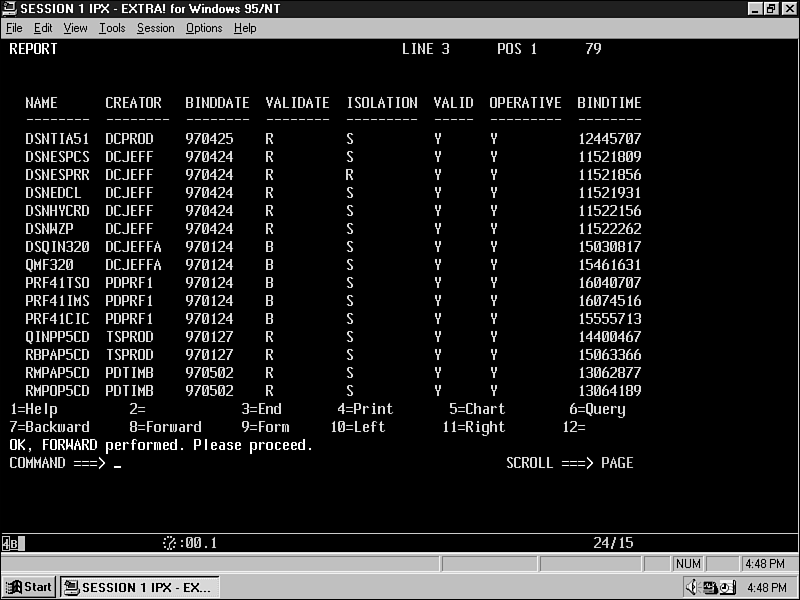 SESSION 1 IPX - EXTRA! for Windows 95/NT
File Edit View Tools Session Options Help
REPORT LINE 3 POS 1 79
NAME CREATOR BINDDATE VALIDATE ISOLATION VALID OPERATIVE BINDTIME
-------- -------- -------- -------- --------- ----- --------- --------
DSNTIA51 DCPROD 970425 R S Y Y 12445707
DSNESPCS DCJEFF 970424 R S Y Y 11521809
DSNESPRR DCJEFF 970424 R R Y Y 11521856
DSNEDCL DCJEFF 970424 R S Y Y 11521931
DSNHYCRD DCJEFF 970424 R S Y Y 11522156
DSNWZP DCJEFF 970424 R S Y Y 11522262
DSQIN320 DCJEFFA 970124 B S Y Y 15030817
QMF320 DCJEFFA 970124 B S Y Y 15461631
PRF41TSO PDPRF1 970124 B S Y Y 16040707
PRF41IMS PDPRF1 970124 B S Y Y 16074516
PRF41CIC PDPRF1 970124 B S Y Y 15555713
QINPP5CD TSPROD 970127 R S Y Y 14400467
RBPAP5CD TSPROD 970127 R S Y Y 15063366
RMPAP5CD PDTIMB 970502 R S Y Y 13062877
RMPOP5CD PDTIMB 970502 R S Y Y 13064189
1=Help 2= 3=End 4=Print 5=Chart 6=Query
7=Backward 8=Forward 9=Form 10=Left 11=Right 12=
OK, FORWARD performed. Please proceed.
COMMAND ===> _ SCROLL ===> PAGE
4B :00.1 24/15
NUM 4:48 PM
Start SESSION 1 IPX - EX... 4:48 PM